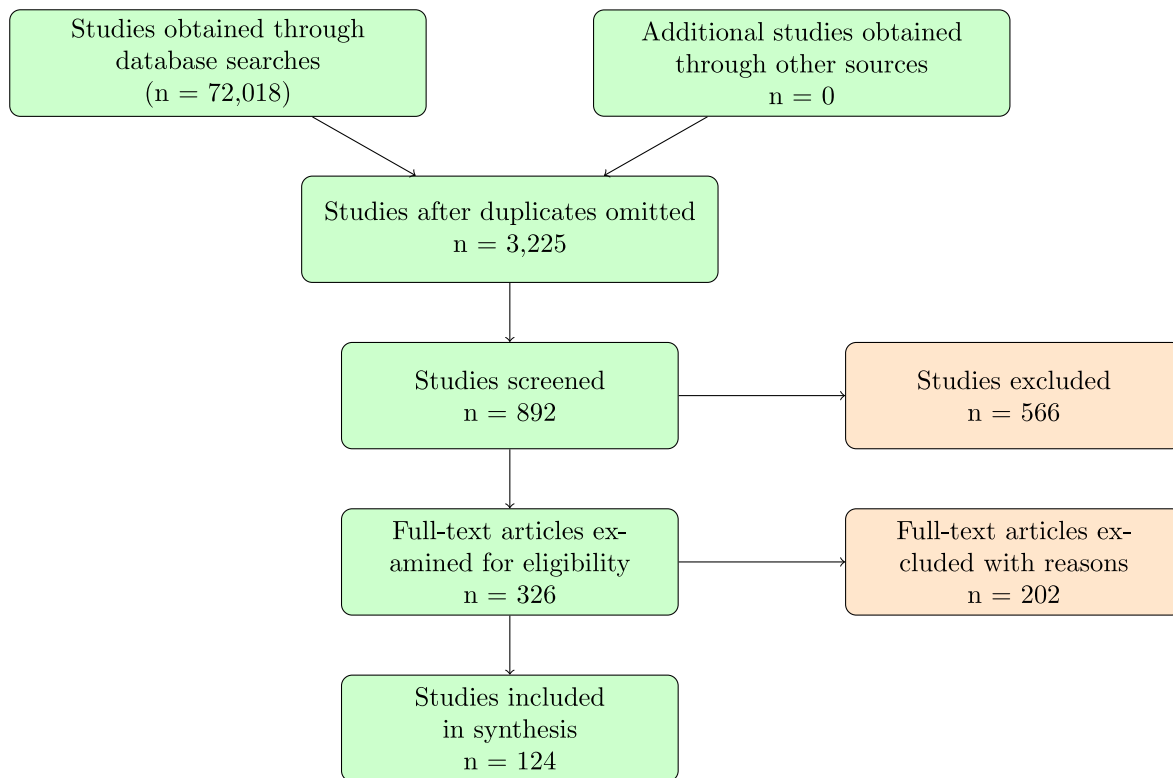 Studies obtained through
database searches
(n = 72,018)
Additional studies obtained
through other sources
n = 0
Studies after duplicates omitted
n = 3,225
Studies screened
n = 892
Studies excluded
n = 566
Full-text articles ex-
amined for eligibility
n = 326
Full-text articles ex-
cluded with reasons
n = 202
Studies included
in synthesis
n = 124